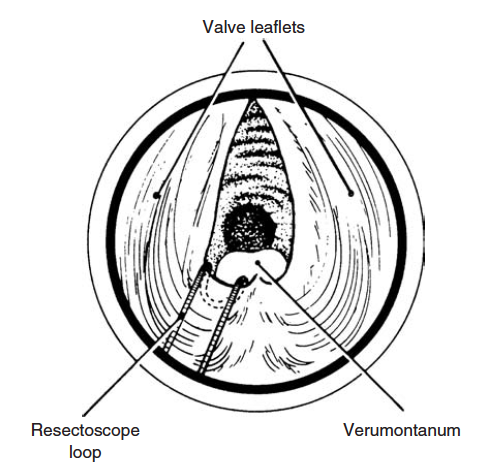 Valve leaflets
Resectoscope
loop
Verumontanum